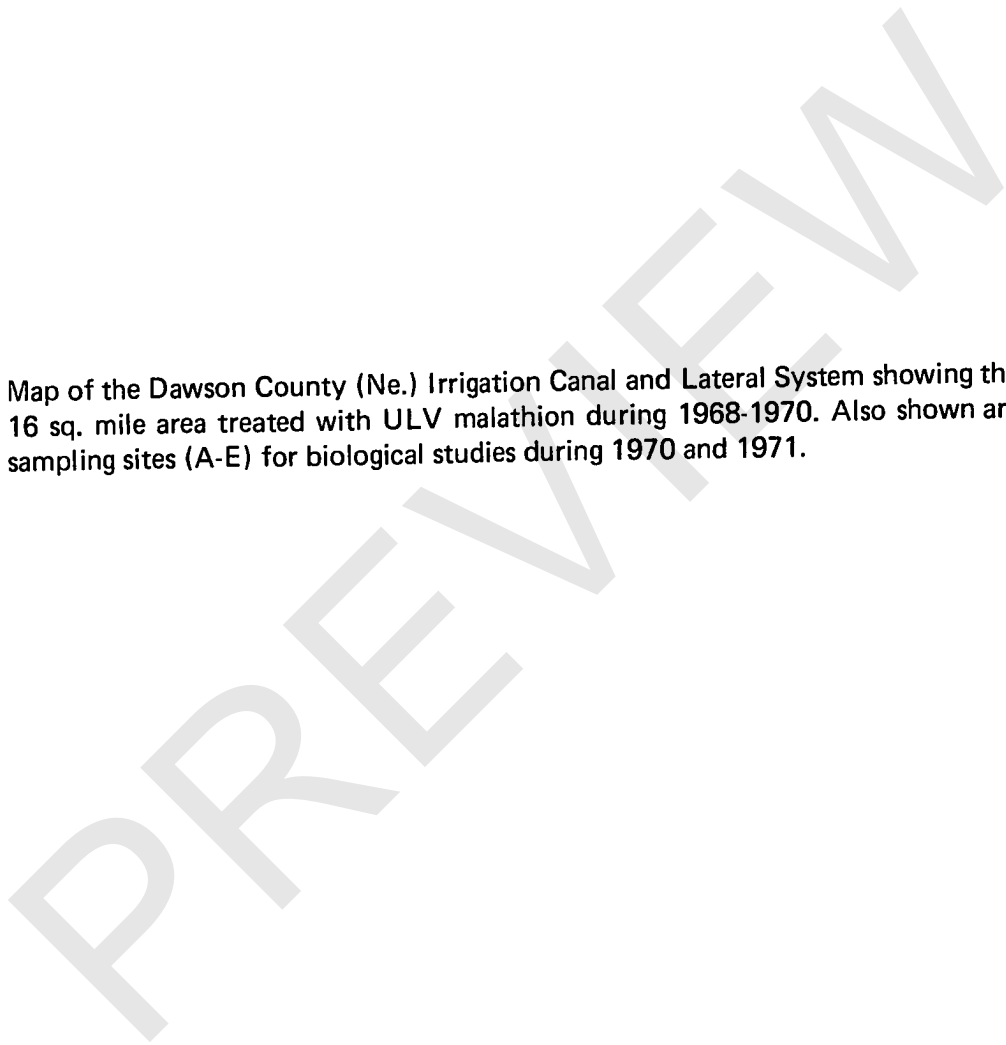 Map of the Dawson County (Ne.) Irrigation Canal and Lateral System showing th
16 sq. mile area treated with ULV malathion during 1968-1970. Also shown ar
sampling sites (A-E) for biological studies during 1970 and 1971.
PREVIEW